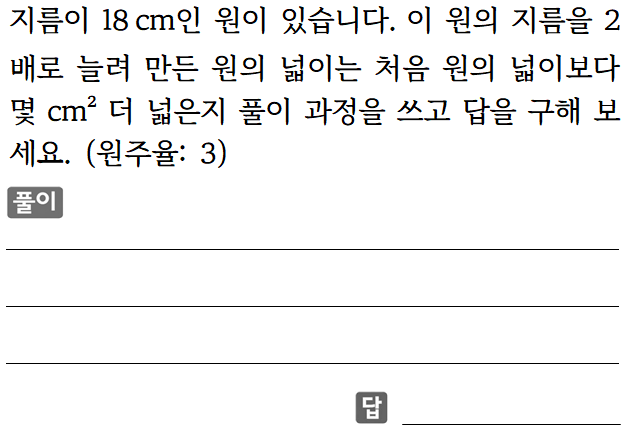 지름이 18 cm인 원이 있습니다. 이 원의 지름을 2
배로 늘려 만든 원의 넓이는 처음 원의 넓이보다
몇 cm² 더 넓은지 풀이 과정을 쓰고 답을 구해 보
세요. (원주율: 3)
풀이
답